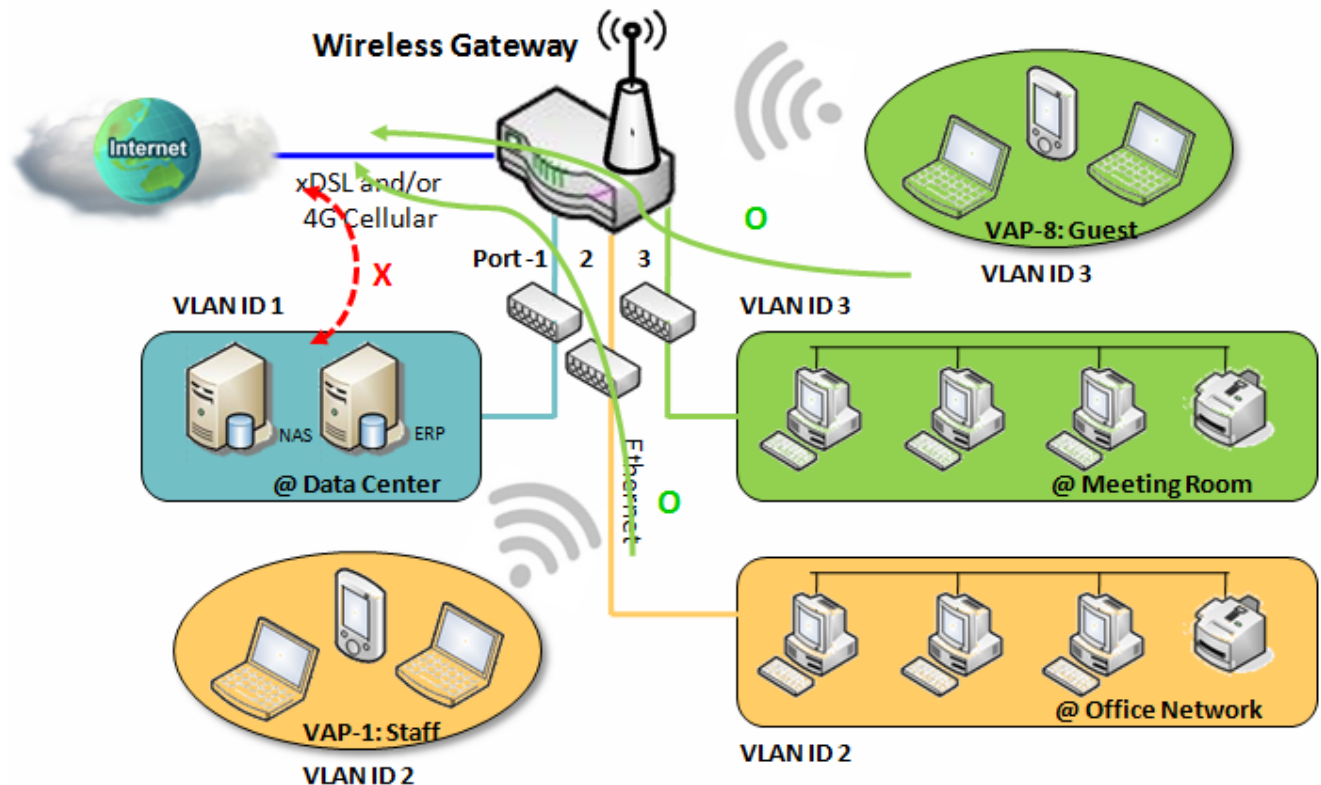 Wireless Gateway
Internet
xDSL and/or
4G Cellular
O
VAP-8: Guest
VLAN ID 3
Port -1 2 3
X
VLAN ID 1
VLAN ID 3
NAS
ERP
@ Data Center
@ Meeting Room
Ethernet
O
VAP-1: Staff
VLAN ID 2
@ Office Network
VLAN ID 2